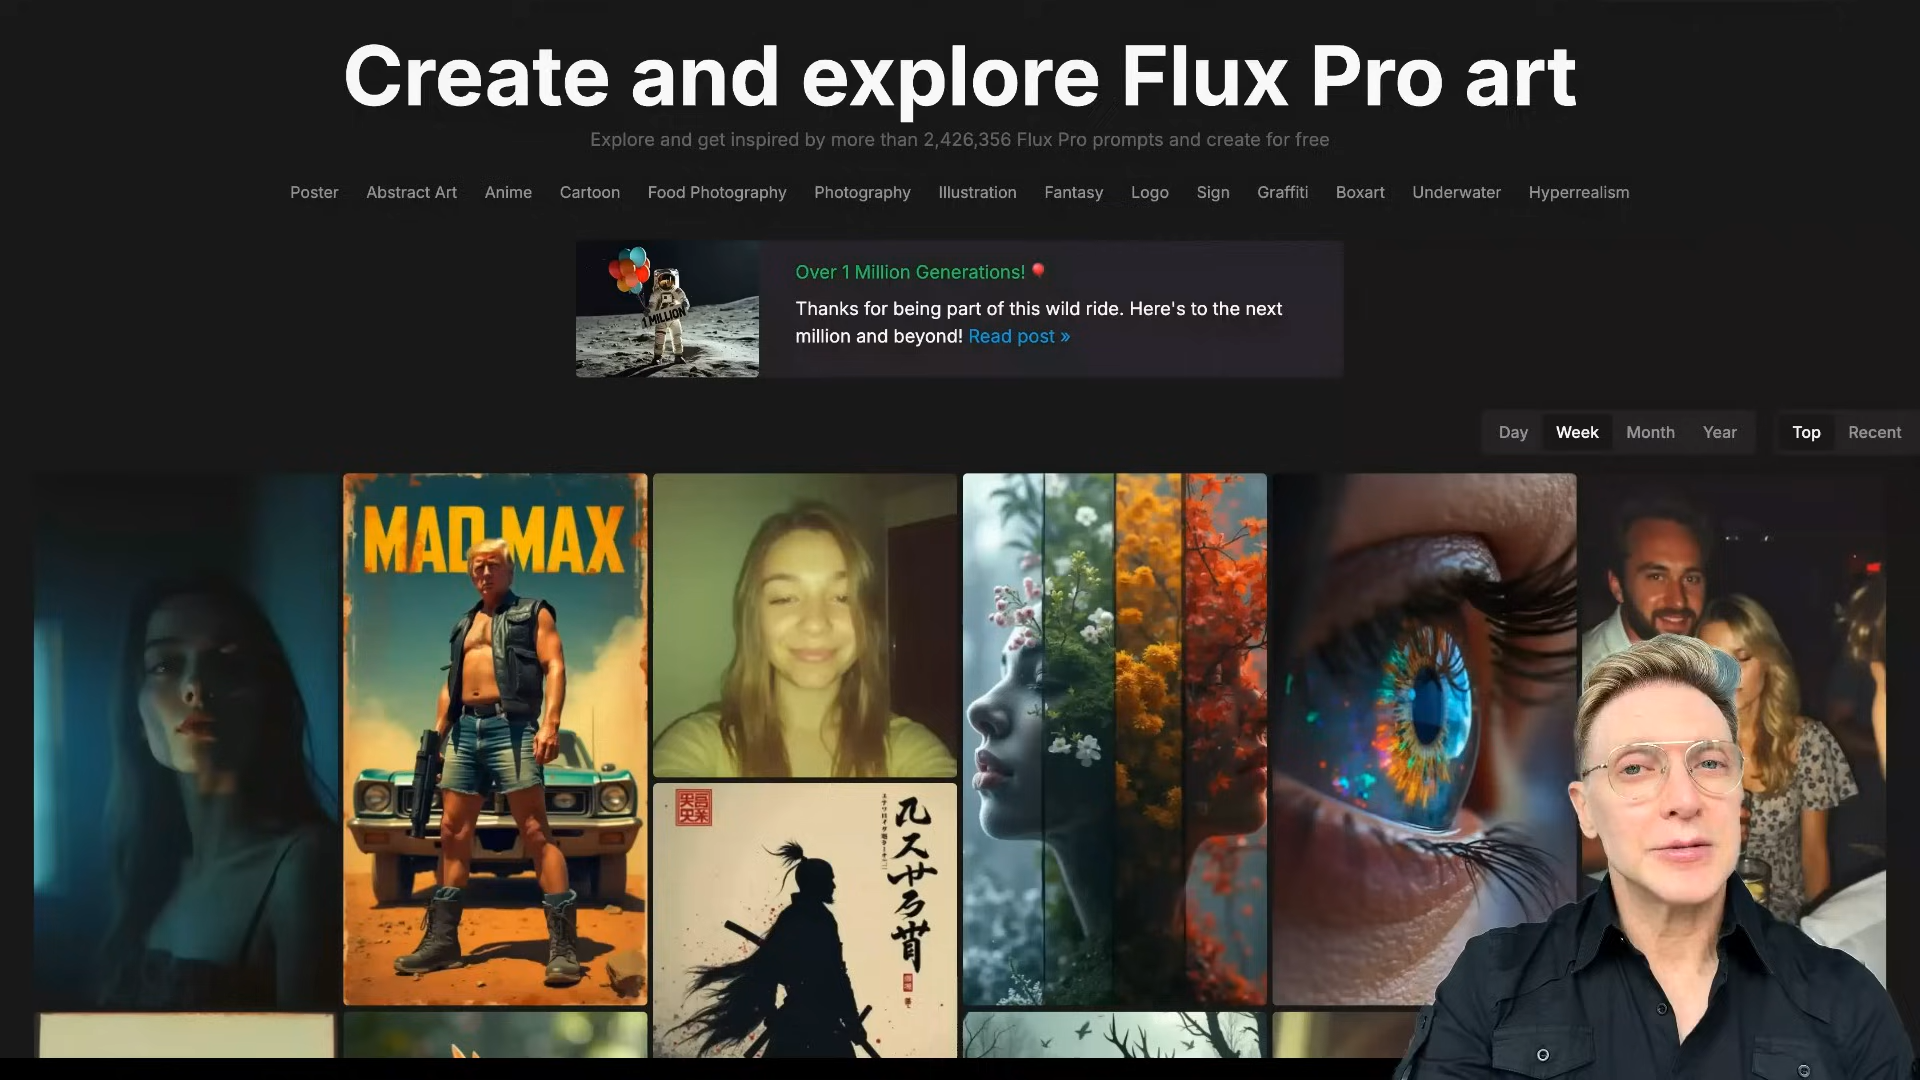 Create and explore Flux Pro art
Explore and get inspired by more than 2,426,356 Flux Pro prompts and create for free
Poster Abstract Art Anime Cartoon Food Photography Photography Illustration Fantasy Logo Sign Graffiti Boxart Underwater Hyperrealism
Over 1 Million Generations!
Thanks for being part of this wild ride. Here's to the next
million and beyond! Read post »
1 MILLION
Day Week Month Year Top Recent
MAD MAX